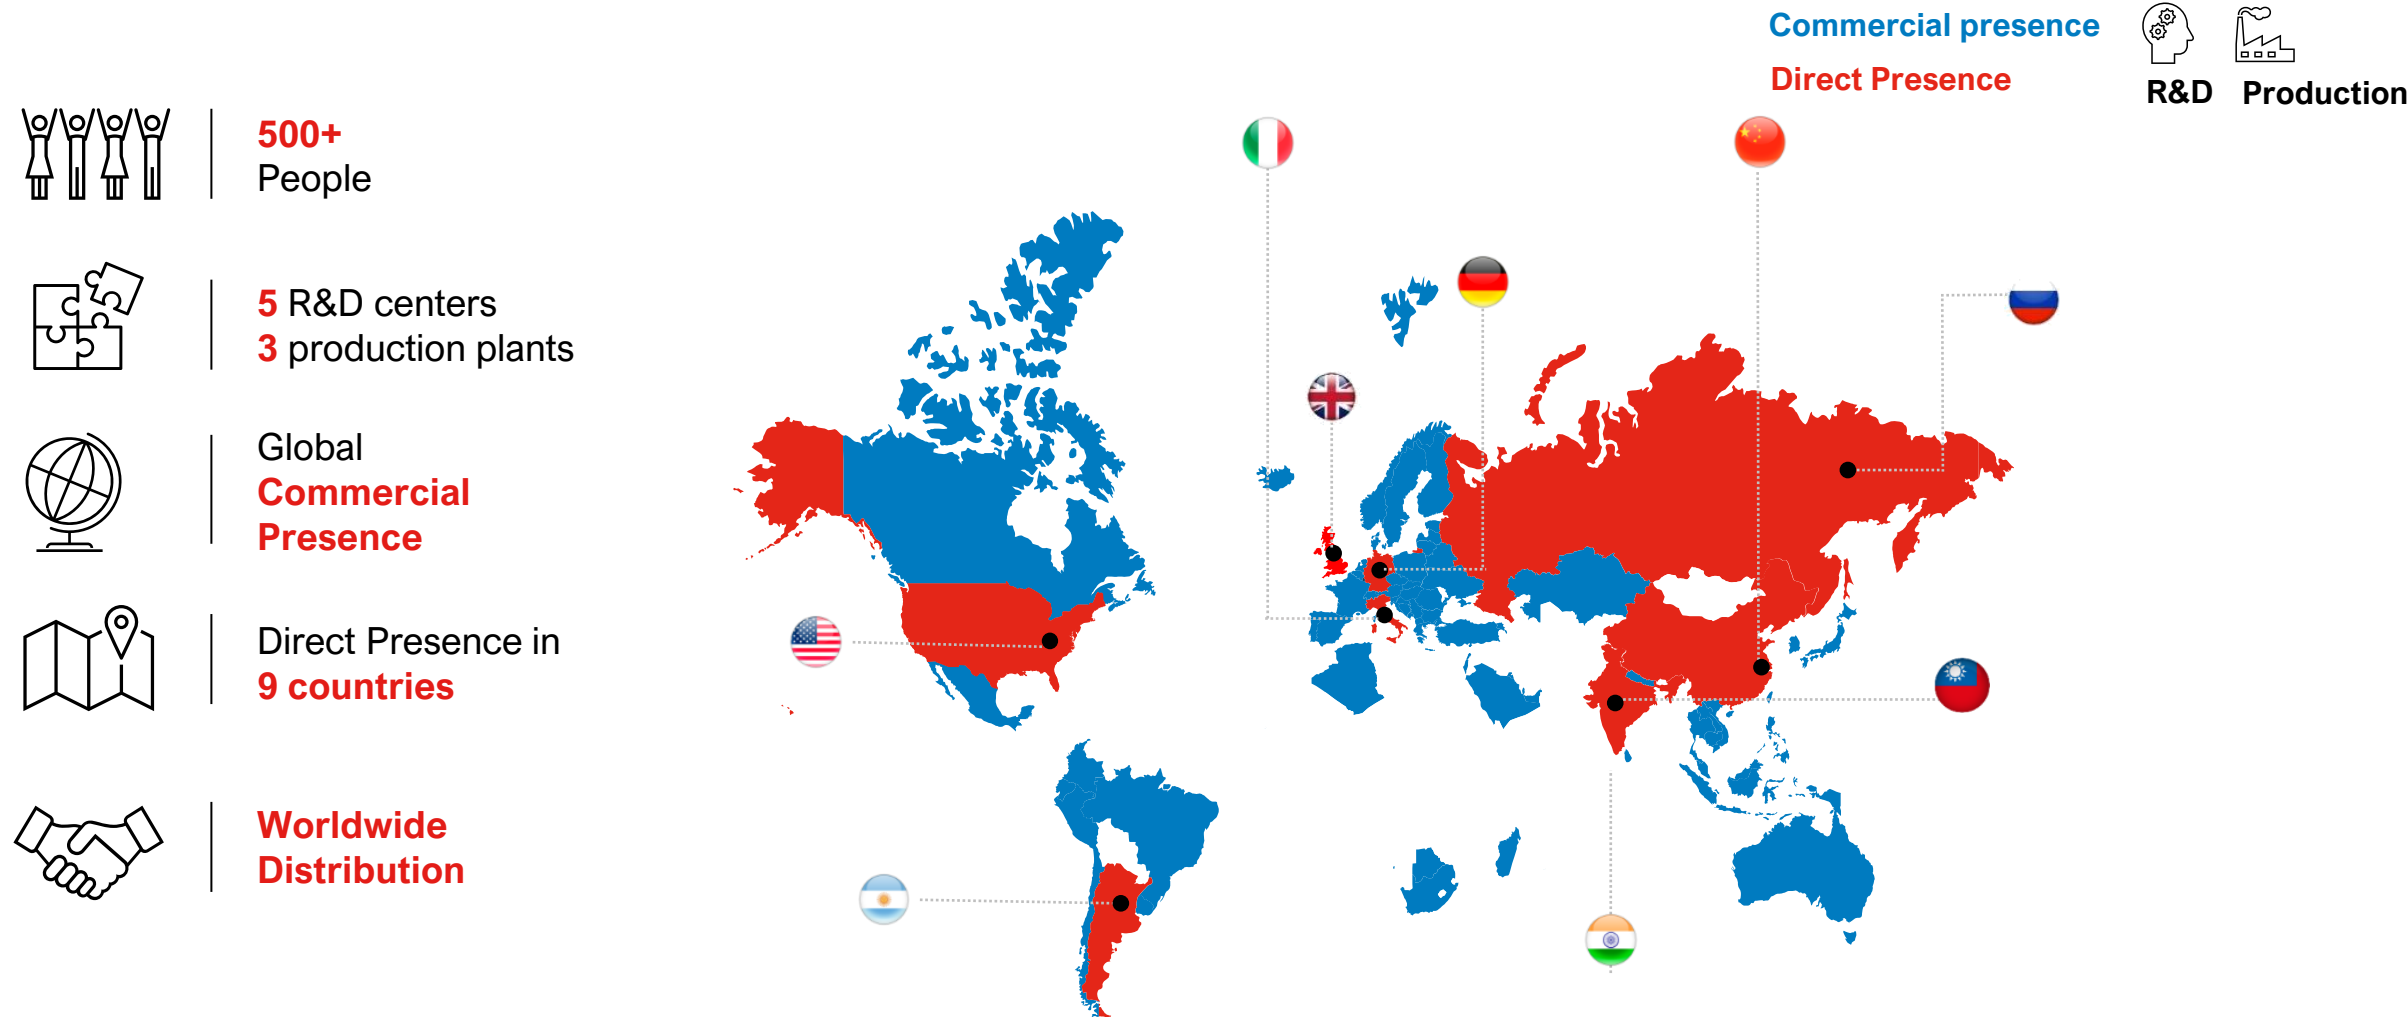 Commercial presence
Direct Presence
R&D
Production
500+
People
5 R&D centers
3 production plants
Global
Commercial
Presence
Direct Presence in
9 countries
Worldwide
Distribution